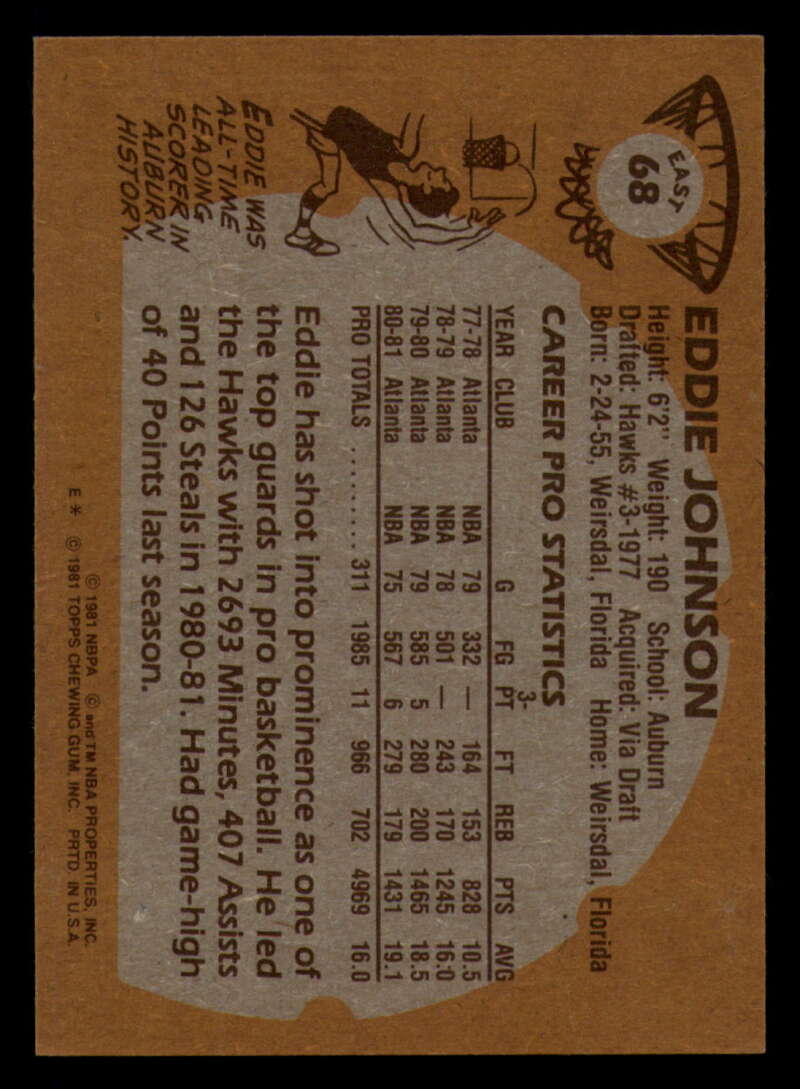 EAST
68
EDDIE JOHNSON
Height: 6'2" Weight: 190 School: Auburn
Drafted: Hawks #3-1977 Acquired: Via Draft
Born: 2-24-55, Weirsdal, Florida Home: Weirsdal, Florida
CAREER PRO STATISTICS
YEAR CLUB G FG 3-PT FT REB PTS AVG
77-78 Atlanta NBA 79 332 — 164 153 828 10.5
78-79 Atlanta NBA 78 501 — 243 170 1245 16.0
79-80 Atlanta NBA 79 585 5 280 200 1465 18.5
80-81 Atlanta NBA 75 567 6 279 179 1431 19.1
PRO TOTALS ......... 311 1985 11 966 702 4969 16.0
EDDIE WAS
ALL-TIME
LEADING
SCORER IN
AUBURN
HISTORY.
Eddie has shot into prominence as one of
the top guards in pro basketball. He led
the Hawks with 2693 Minutes, 407 Assists
and 126 Steals in 1980-81. Had game-high
of 40 Points last season.
© 1981 NBPA © and TM NBA PROPERTIES, INC.
E* © 1981 TOPPS CHEWING GUM, INC. PRTD. IN U.S.A.